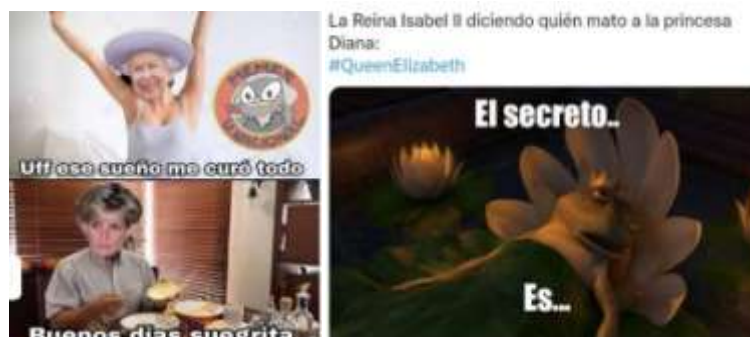 Uff ese sueño me curó todo
Buenos días suegrita
La Reina Isabel II diciendo quién mato a la princesa
Diana:
#QueenElizabeth
El secreto..
Es...